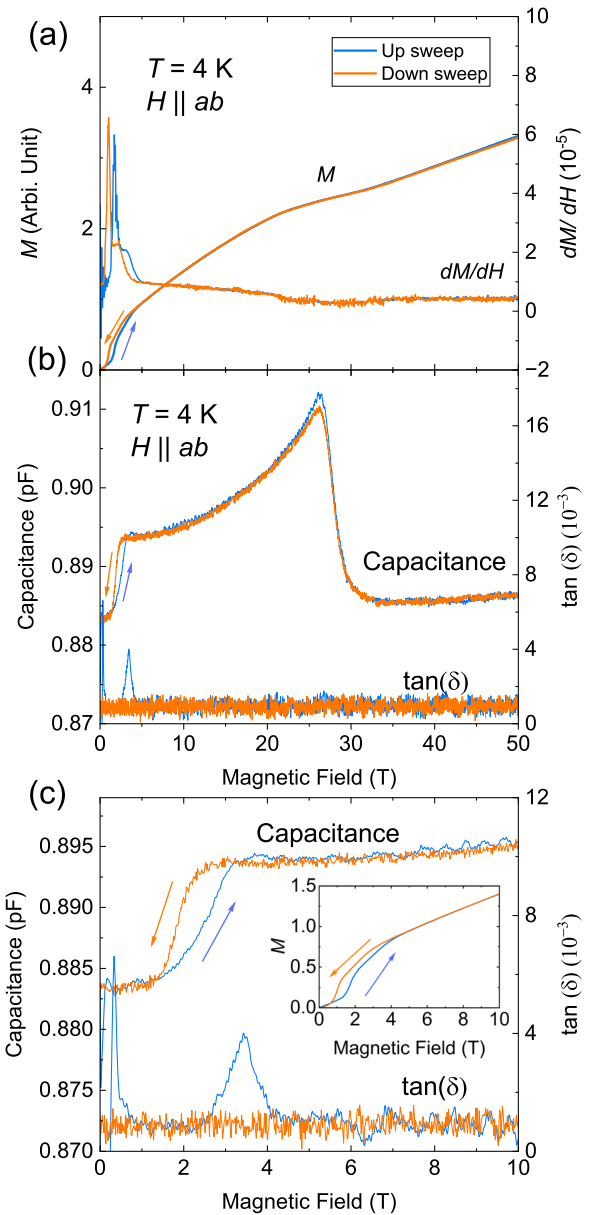 (a)
T = 4 K
H || ab
Up sweep
Down sweep
M
dM/dH
M (Arbi. Unit)
0
2
4
dM/ dH (10⁻⁵)
−2
0
2
4
6
8
10
(b)
T = 4 K
H || ab
Capacitance
tan(δ)
Capacitance (pF)
0.87
0.88
0.89
0.90
0.91
tan (δ) (10⁻³)
0
4
8
12
16
0 10 20 30 40 50
Magnetic Field (T)
(c)
Capacitance
tan(δ)
Capacitance (pF)
0.870
0.875
0.880
0.885
0.890
0.895
tan (δ) (10⁻³)
0
4
8
12
M
0.0
0.5
1.0
1.5
0 2 4 6 8 10
Magnetic Field (T)
0 2 4 6 8 10
Magnetic Field (T)